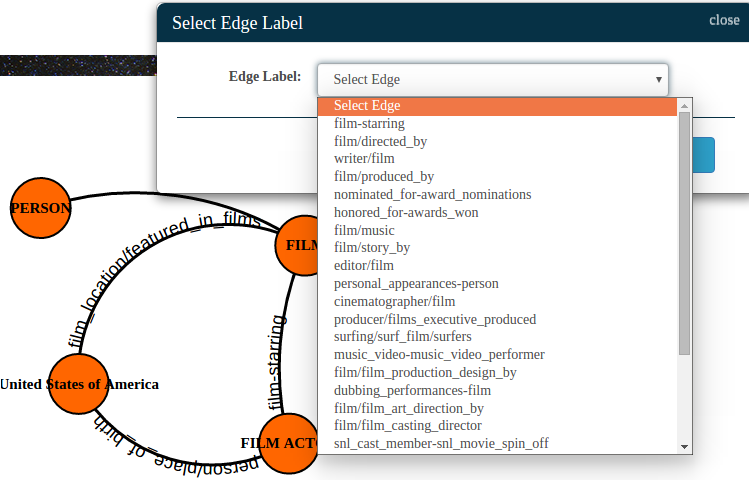 Select Edge Label
close
Edge Label:
Select Edge
Select Edge
film-starring
film/directed_by
writer/film
film/produced_by
nominated_for-award_nominations
honored_for-awards_won
film/music
film/story_by
editor/film
personal_appearances-person
cinematographer/film
producer/films_executive_produced
surfing/surf_film/surfers
music_video-music_video_performer
film/film_production_design_by
dubbing_performances-film
film/film_art_direction_by
film/film_casting_director
snl_cast_member-snl_movie_spin_off
PERSON
film_location/featured_in_films
FILM
film-starring
United States of America
FILM ACTO
person/place_of_birth